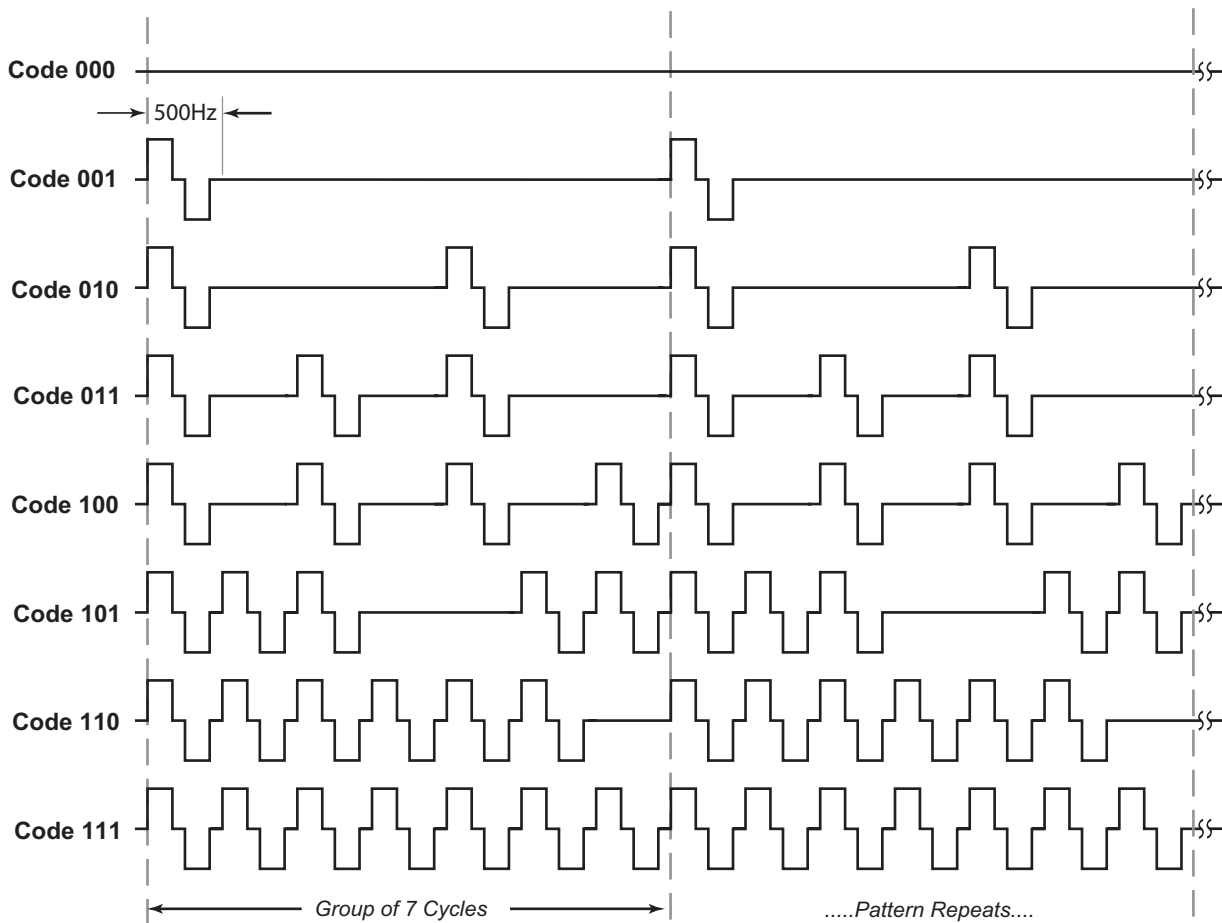 Code 000
500Hz
Code 001
Code 010
Code 011
Code 100
Code 101
Code 110
Code 111
Group of 7 Cycles
.....Pattern Repeats....